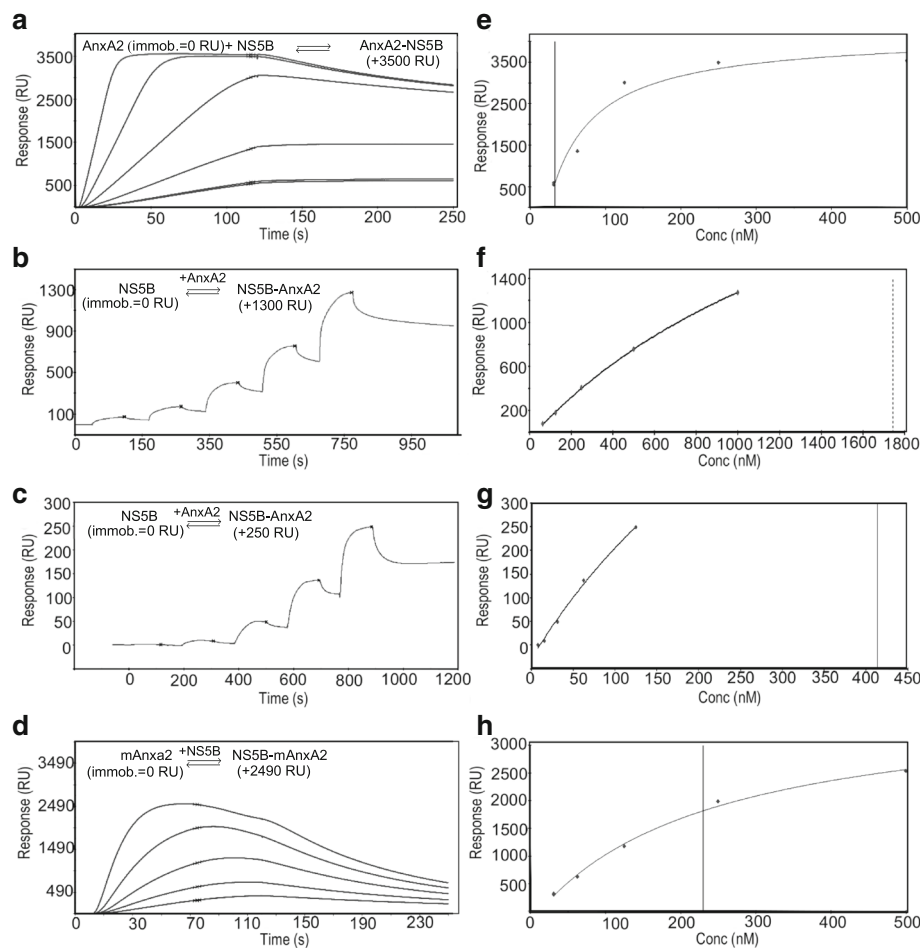 a
AnxA2 (immob.=0 RU)+ NS5B ⇌ AnxA2-NS5B
(+3500 RU)
3500
2500
1500
500
Response (RU)
0 50 100 150 200 250
Time (s)
e
3500
2500
1500
500
Response (RU)
0 100 200 300 400 500
Conc (nM)
b
NS5B +AnxA2 ⇌ NS5B-AnxA2
(immob.=0 RU) (+1300 RU)
1300
900
500
100
Response (RU)
150 350 550 750 950
Time (s)
f
1400
1200
800
600
200
Response (RU)
0 200 400 600 800 1000 1200 1400 1600 1800
Conc (nM)
c
NS5B +AnxA2 ⇌ NS5B-AnxA2
(immob.=0 RU) (+250 RU)
300
250
200
150
100
50
0
Response (RU)
0 200 400 600 800 1000 1200
Time (s)
g
300
250
200
150
100
50
0
Response (RU)
0 50 100 150 200 250 300 350 400 450
Conc (nM)
d
mAnxa2 +NS5B ⇌ NS5B-mAnxA2
(immob.=0 RU) (+2490 RU)
3490
2490
1490
490
Response (RU)
0 30 70 110 150 190 230
Time (s)
h
3000
2500
2000
1500
1000
500
Response (RU)
0 100 200 300 400 500
Conc (nM)